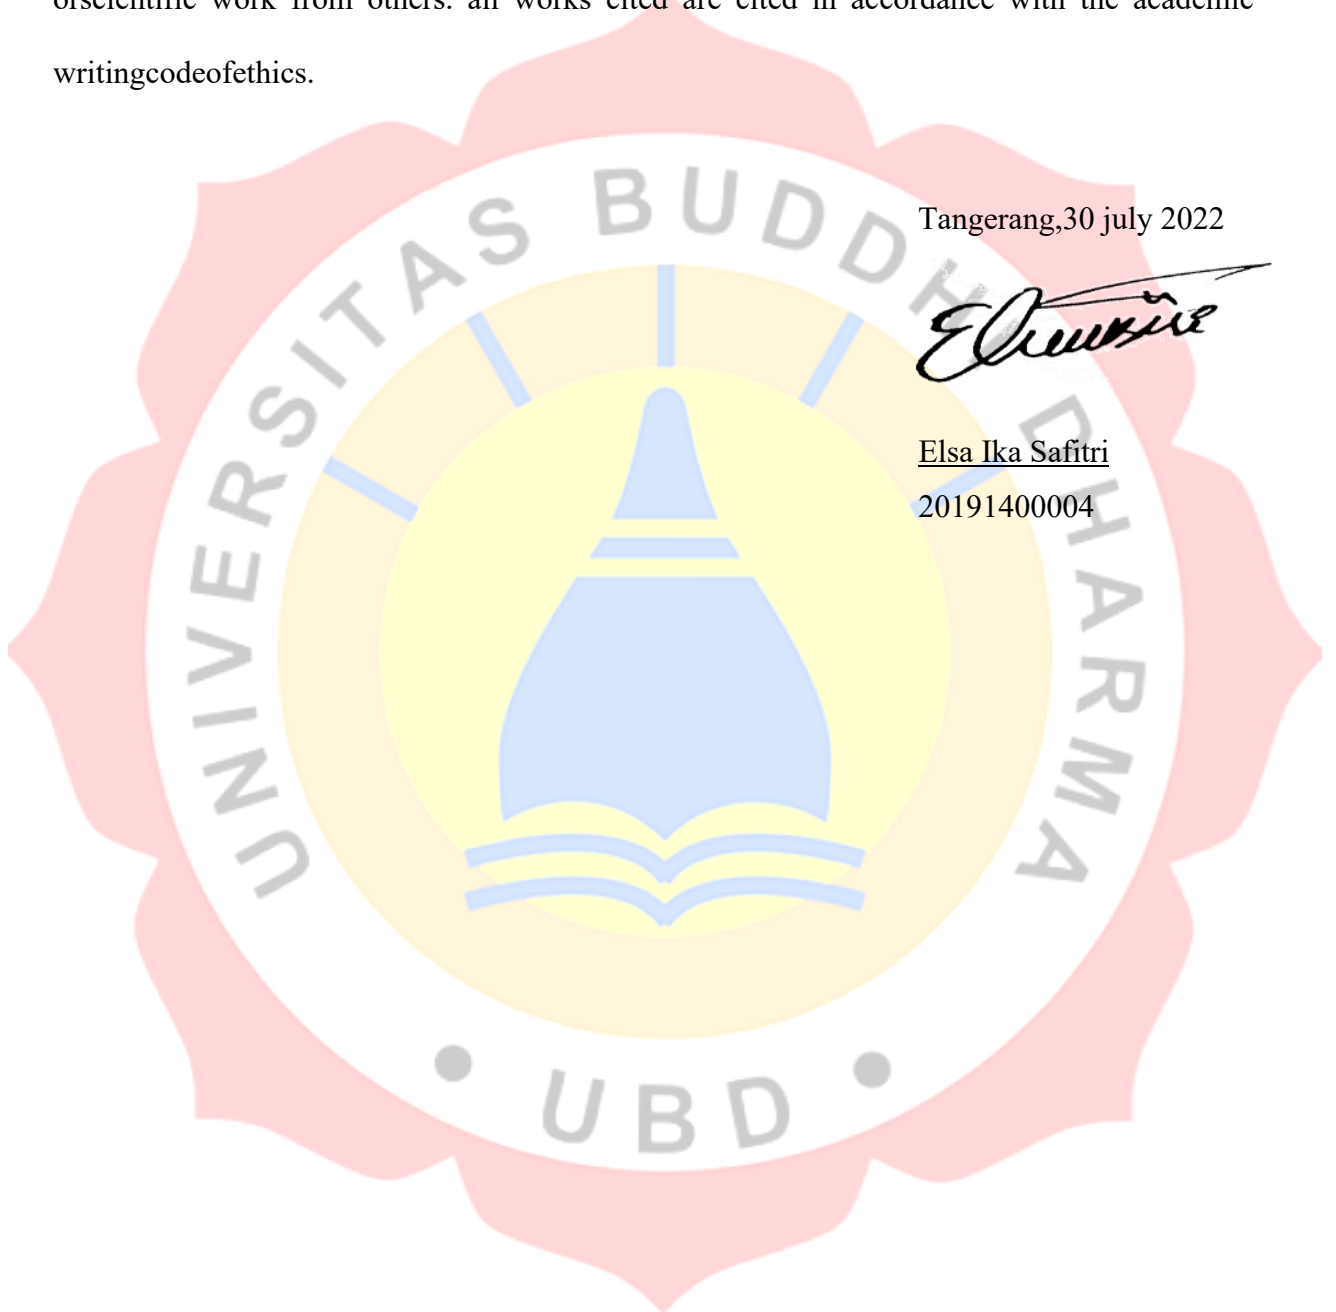 orscientific work from others. all works cited are cited in accordance with the academic
writingcodeofethics.
UNIVERSITAS BUDDHI DHARMA
Tangerang,30 july 2022
Elsa Ika Safitri
20191400004
• UBD •